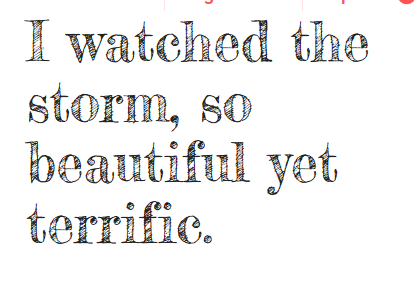 I watched the
storm, so
beautiful yet
terrific.